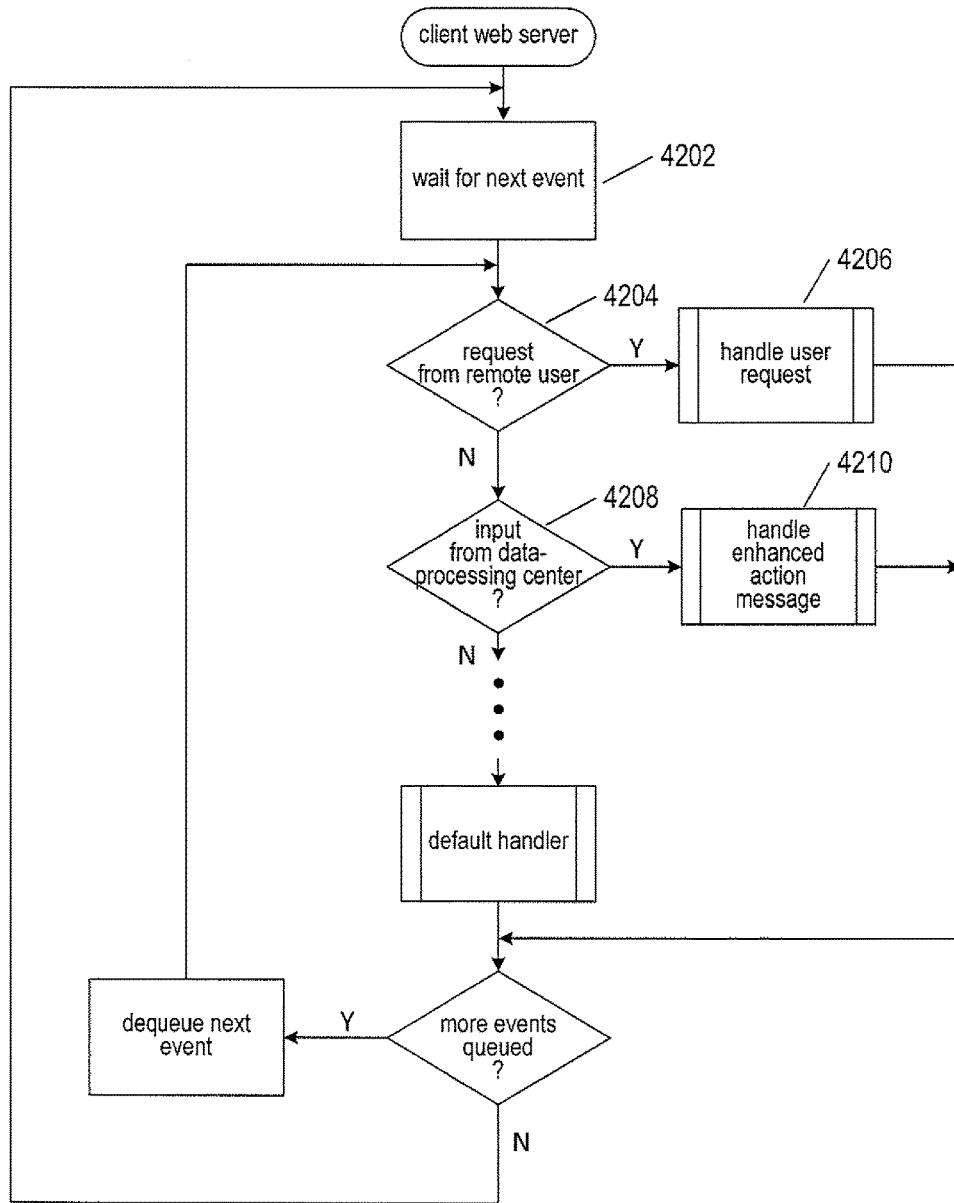 client web server
wait for next event
4202
4204
request
from remote user
?
Y
N
4206
handle user
request
4208
input
from data-
processing center
?
Y
N
4210
handle
enhanced
action
message
default handler
more events
queued
?
Y
N
dequeue next
event